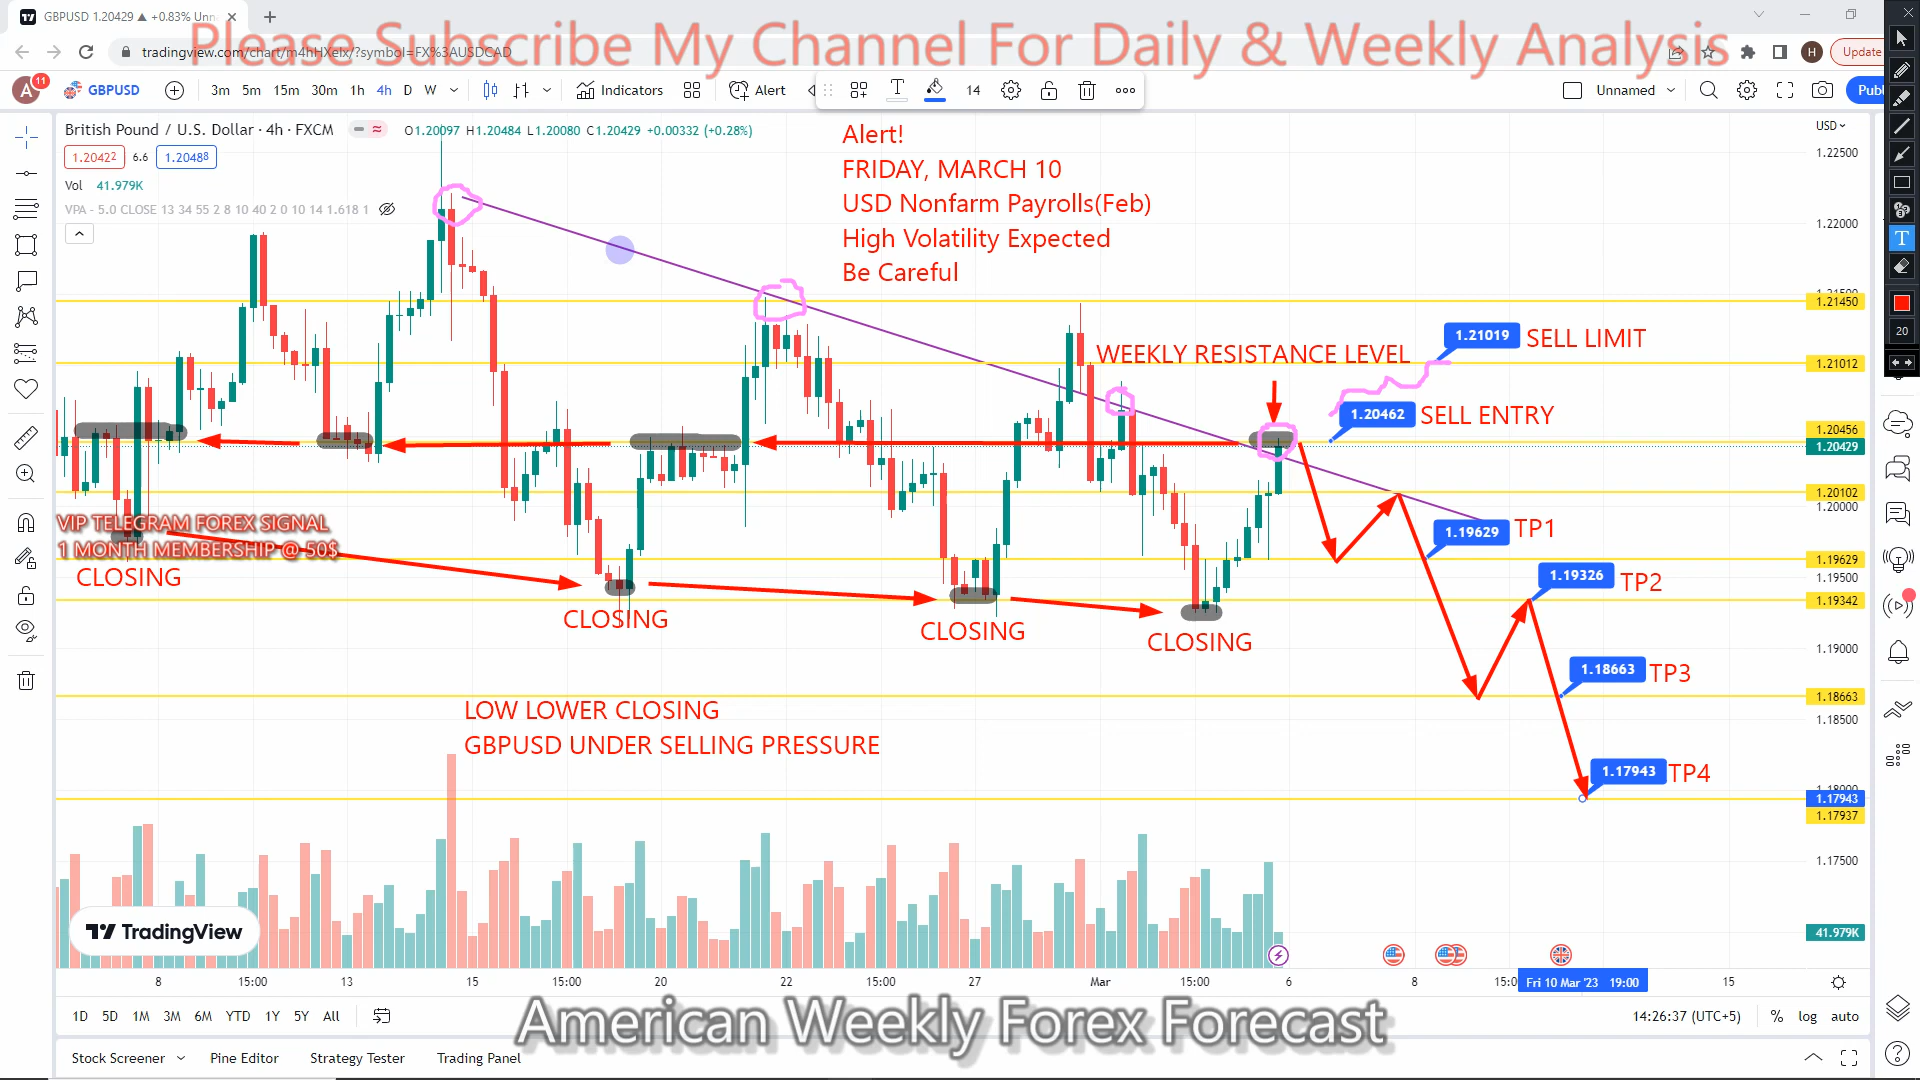 GBPUSD 1.20429 ▲ +0.83% Unn
Please Subscribe My Channel For Daily & Weekly Analysis
tradingview.com/chart/m4hHXeIx/?symbol=FX%3AUSDCAD
H
Update
A 11
GBPUSD
3m 5m 15m 30m 1h 4h D W
Indicators
Alert
14
Unnamed
Publ
British Pound / U.S. Dollar · 4h · FXCM
O1.20097 H1.20484 L1.20080 C1.20429 +0.00332 (+0.28%)
USD
1.20422 6.6 1.20488
Vol 41.979K
VPA - 5.0 CLOSE 13 34 55 2 8 10 40 2 0 10 14 1.618 1
Alert!
FRIDAY, MARCH 10
USD Nonfarm Payrolls(Feb)
High Volatility Expected
Be Careful
1.22500
1.22000
1.21450
1.21012
1.20456
1.20429
1.20102
1.20000
1.19629
1.19500
1.19342
1.19000
1.18663
1.18500
1.17943
1.17937
1.17500
41.979K
20
WEEKLY RESISTANCE LEVEL
1.21019 SELL LIMIT
1.20462 SELL ENTRY
1.19629 TP1
1.19326 TP2
1.18663 TP3
1.17943 TP4
VIP TELEGRAM FOREX SIGNAL
1 MONTH MEMBERSHIP @ 50$
CLOSING
CLOSING
CLOSING
CLOSING
LOW LOWER CLOSING
GBPUSD UNDER SELLING PRESSURE
TradingView
8 15:00 13 15 15:00 20 15:00 22 15:00 27 Mar 15:00 6 8 Fri 10 Mar '23 19:00 15
1D 5D 1M 3M 6M YTD 1Y 5Y All
American Weekly Forex Forecast
14:26:37 (UTC+5) % log auto
Stock Screener Pine Editor Strategy Tester Trading Panel